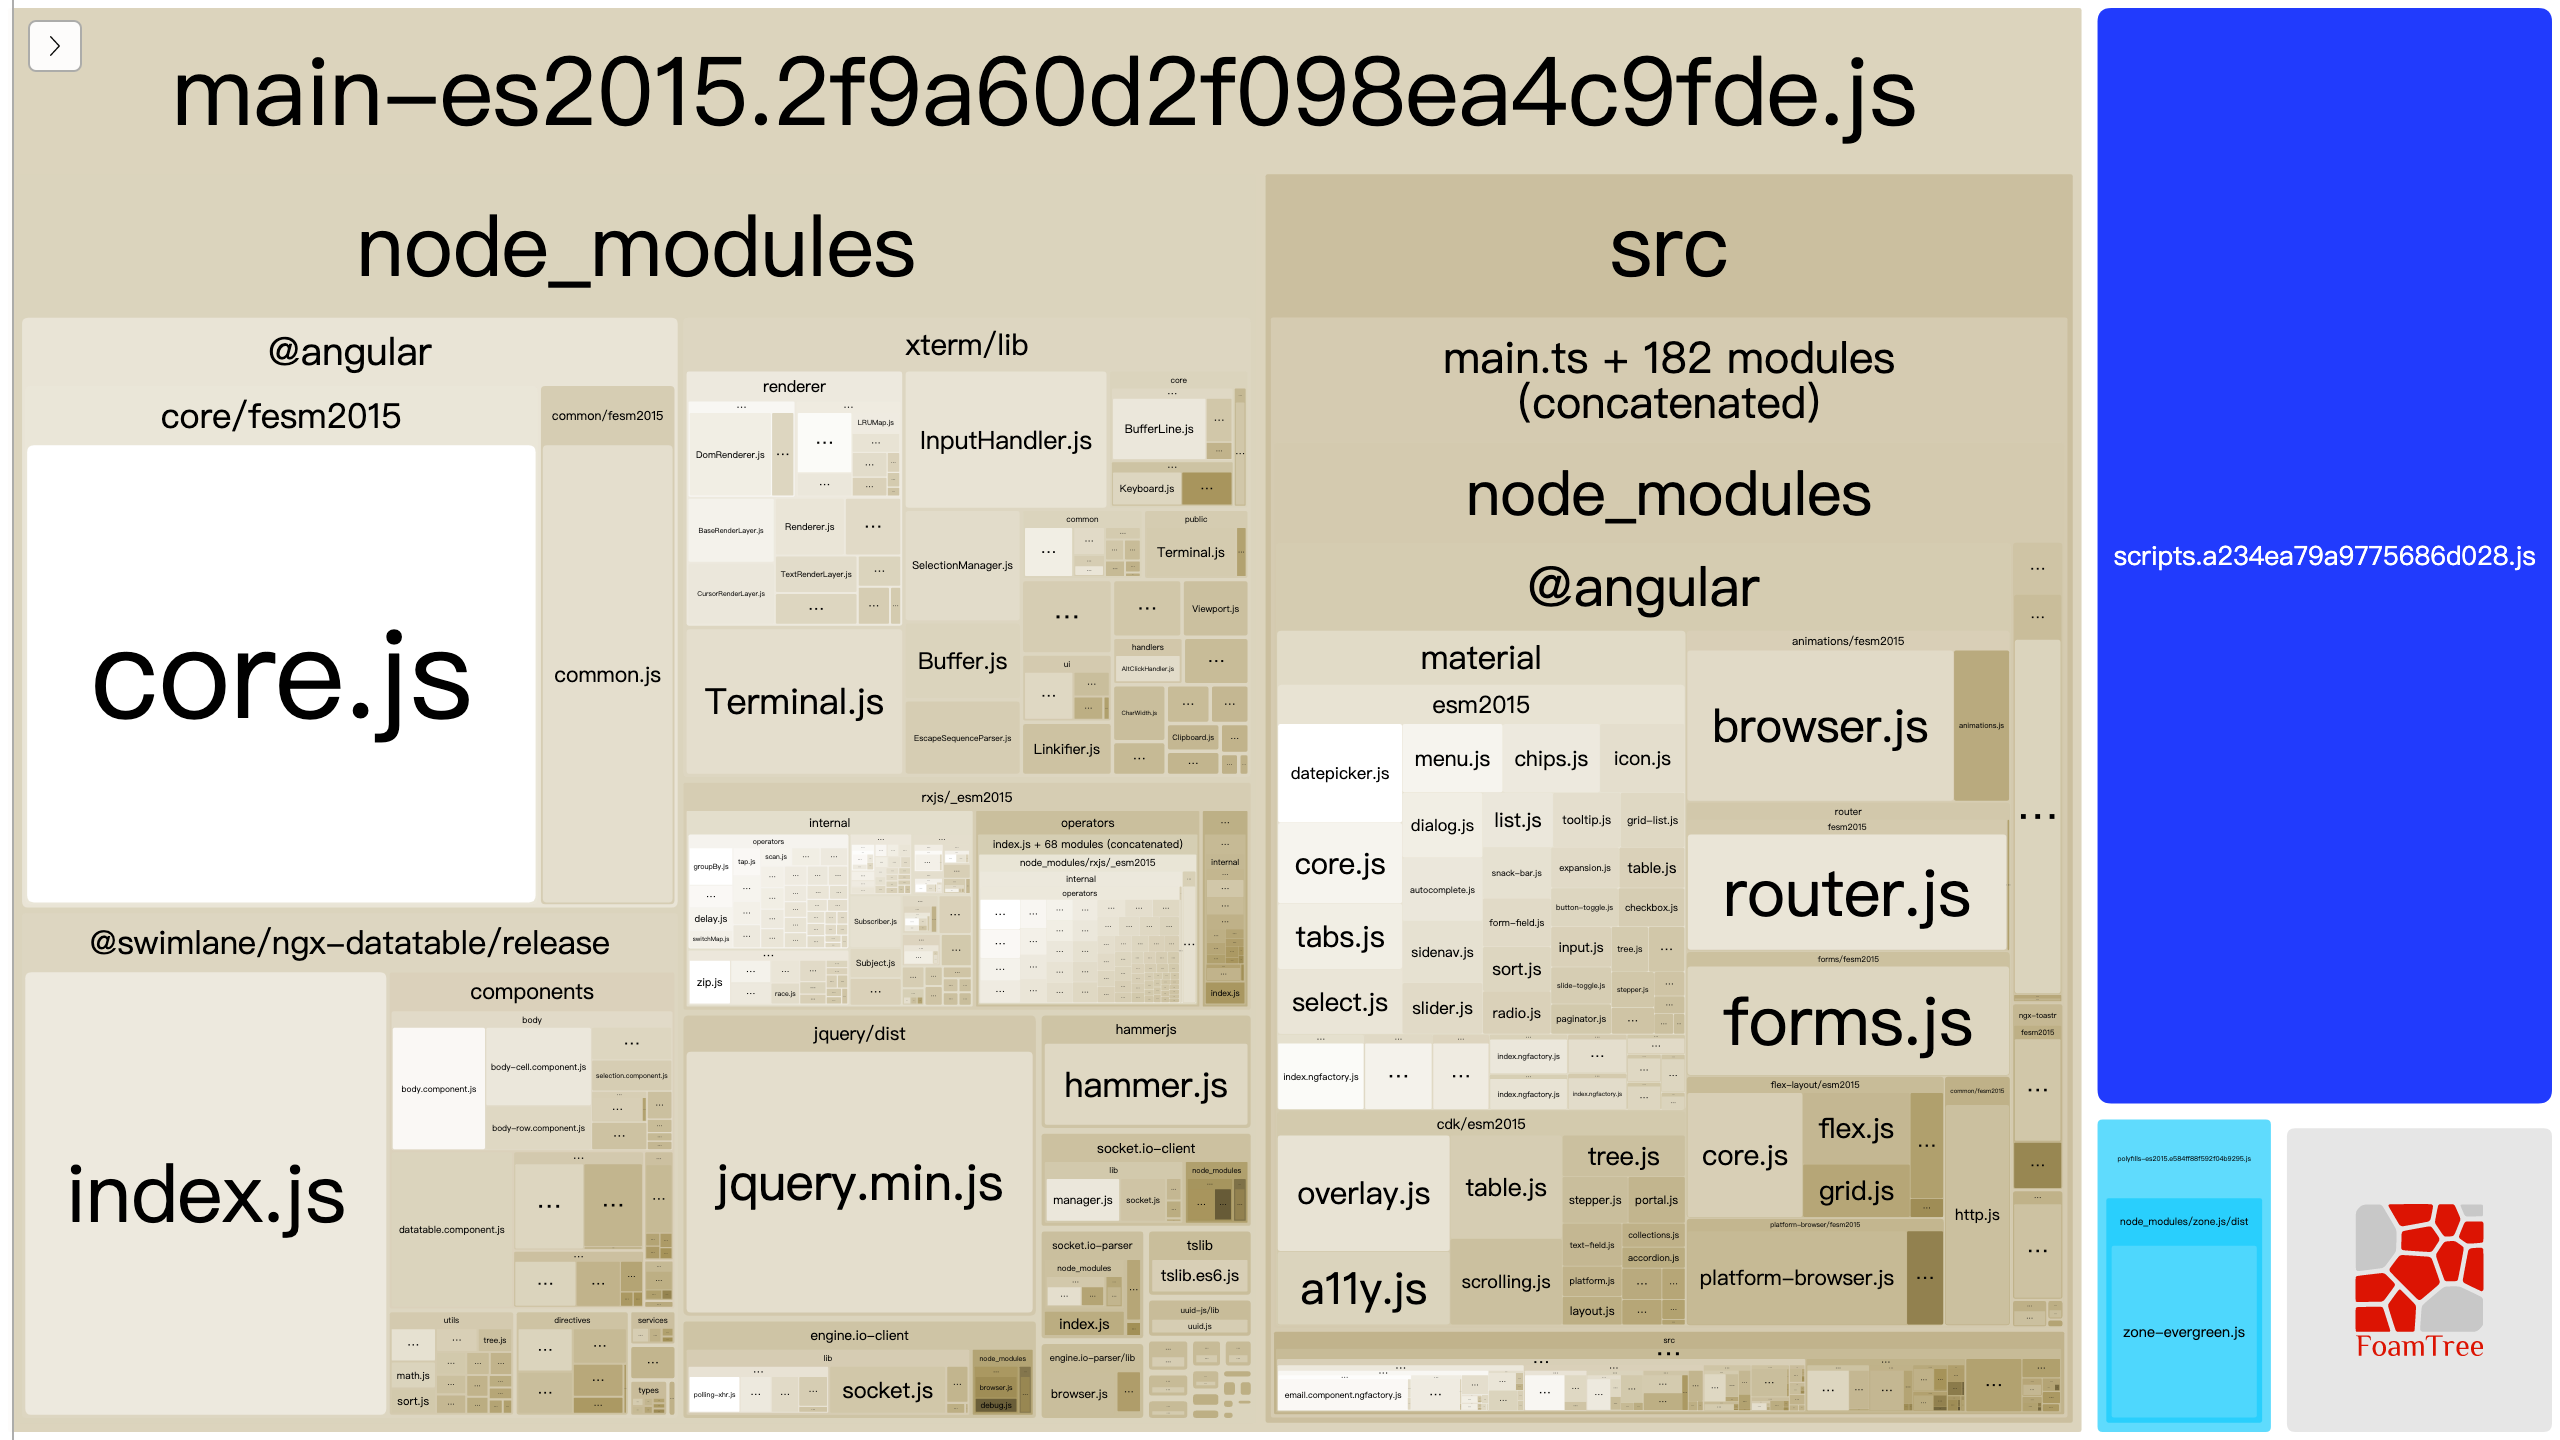 main-es2015.2f9a60d2f098ea4c9fde.js
node_modules
@angular
core/fesm2015
core.js
common/fesm2015
common.js
@swimlane/ngx-datatable/release
index.js
components
body
body.component.js
body-cell.component.js
body-row.component.js
...
selection.component.js
datatable.component.js
utils
tree.js
math.js
sort.js
directives
services
types
xterm/lib
renderer
DomRenderer.js
LRUMap.js
BaseRenderLayer.js
Renderer.js
CursorRenderLayer.js
TextRenderLayer.js
Terminal.js
InputHandler.js
core
BufferLine.js
Keyboard.js
SelectionManager.js
common
public
Terminal.js
Buffer.js
Viewport.js
handlers
AltClickHandler.js
ui
CharWidth.js
EscapeSequenceParser.js
Linkifier.js
Clipboard.js
rxjs/_esm2015
internal
operators
groupBy.js
tap.js
scan.js
delay.js
switchMap.js
zip.js
race.js
Subscriber.js
Subject.js
operators
index.js + 68 modules (concatenated)
node_modules/rxjs/_esm2015
internal
operators
internal
index.js
jquery/dist
jquery.min.js
engine.io-client
lib
polling-xhr.js
socket.js
node_modules
browser.js
debug.js
hammerjs
hammer.js
socket.io-client
lib
manager.js
socket.js
node_modules
socket.io-parser
node_modules
index.js
tslib
tslib.es6.js
uuid-js/lib
uuid.js
engine.io-parser/lib
browser.js
src
main.ts + 182 modules
(concatenated)
node_modules
@angular
material
esm2015
datepicker.js
menu.js
chips.js
icon.js
core.js
dialog.js
list.js
tooltip.js
grid-list.js
autocomplete.js
snack-bar.js
expansion.js
table.js
tabs.js
form-field.js
button-toggle.js
checkbox.js
sidenav.js
input.js
tree.js
sort.js
select.js
slider.js
radio.js
slide-toggle.js
stepper.js
paginator.js
index.ngfactory.js
index.ngfactory.js
index.ngfactory.js
index.ngfactory.js
cdk/esm2015
overlay.js
a11y.js
table.js
scrolling.js
tree.js
stepper.js
portal.js
text-field.js
collections.js
accordion.js
platform.js
layout.js
animations/fesm2015
browser.js
animations.js
router
fesm2015
router.js
forms/fesm2015
forms.js
flex-layout/esm2015
core.js
flex.js
grid.js
common/fesm2015
http.js
platform-browser/fesm2015
platform-browser.js
ngx-toastr
fesm2015
src
email.component.ngfactory.js
scripts.a234ea79a9775686d028.js
polyfills-es2015.e584ff88f592f04b9295.js
node_modules/zone.js/dist
zone-evergreen.js
FoamTree